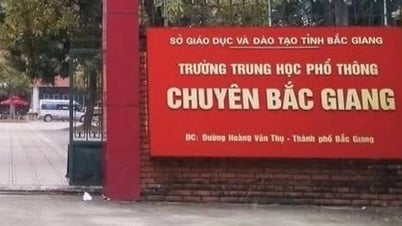 SỞ GIÁO DỤC VÀ ĐÀO TẠO TỈNH BẮC GIANG
TRƯỜNG TRUNG HỌC PHỔ THÔNG
CHUYÊN BẮC GIANG
ĐC: Đường Hoàng Văn Thụ - Thành phố Bắc Giang